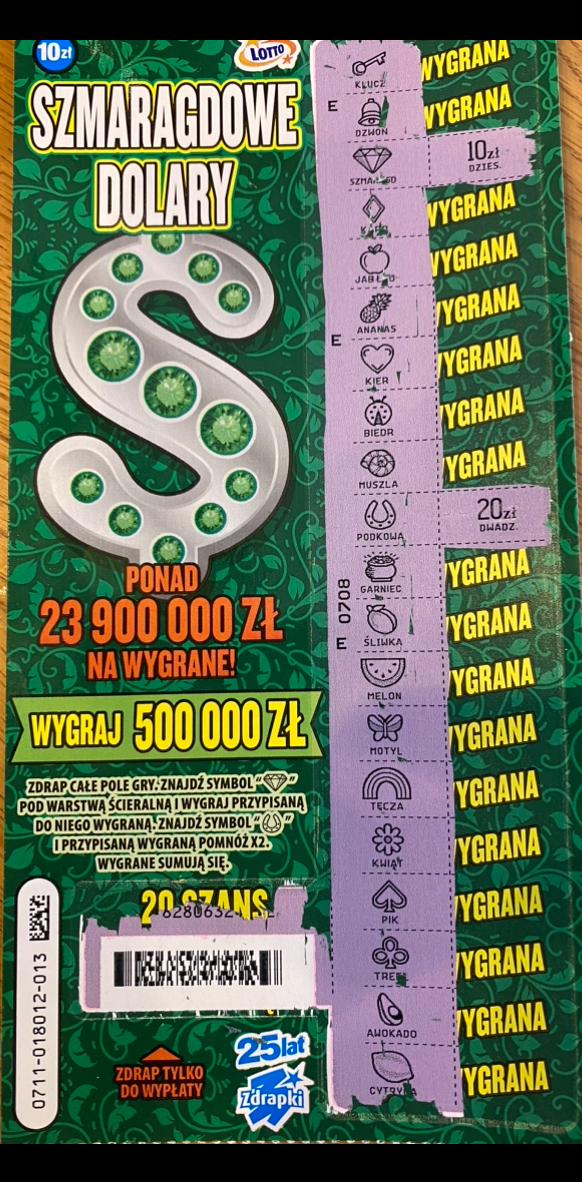 10zł
LOTTO
SZMARAGDOWE
DOLARY
PONAD
23 900 000 ZŁ
NA WYGRANE!
WYGRAJ 500 000 ZŁ
ZDRAP CAŁE POLE GRY. ZNAJDŹ SYMBOL “ ”
POD WARSTWĄ ŚCIERALNĄ I WYGRAJ PRZYPISANĄ
DO NIEGO WYGRANĄ. ZNAJDŹ SYMBOL “ ”
I PRZYPISANĄ WYGRANĄ POMNÓŻ X2.
WYGRANE SUMUJĄ SIĘ.
20 SZANS
6280632
0711-018012-013
ZDRAP TYLKO
DO WYPŁATY
25lat
Zdrapki
KLUCZ
WYGRANA
E
DZWON
WYGRANA
10zł
DZIES.
WYGRANA
WYGRANA
ANANAS
WYGRANA
E
KIER
WYGRANA
BIEDR
WYGRANA
MUSZLA
WYGRANA
PODKOWA
20zł
DWADZ.
GARNIEC
WYGRANA
0708
E
ŚLIWKA
WYGRANA
MELON
WYGRANA
MOTYL
WYGRANA
TĘCZA
WYGRANA
KWIAT
WYGRANA
PIK
WYGRANA
WYGRANA
AWOKADO
WYGRANA
WYGRANA